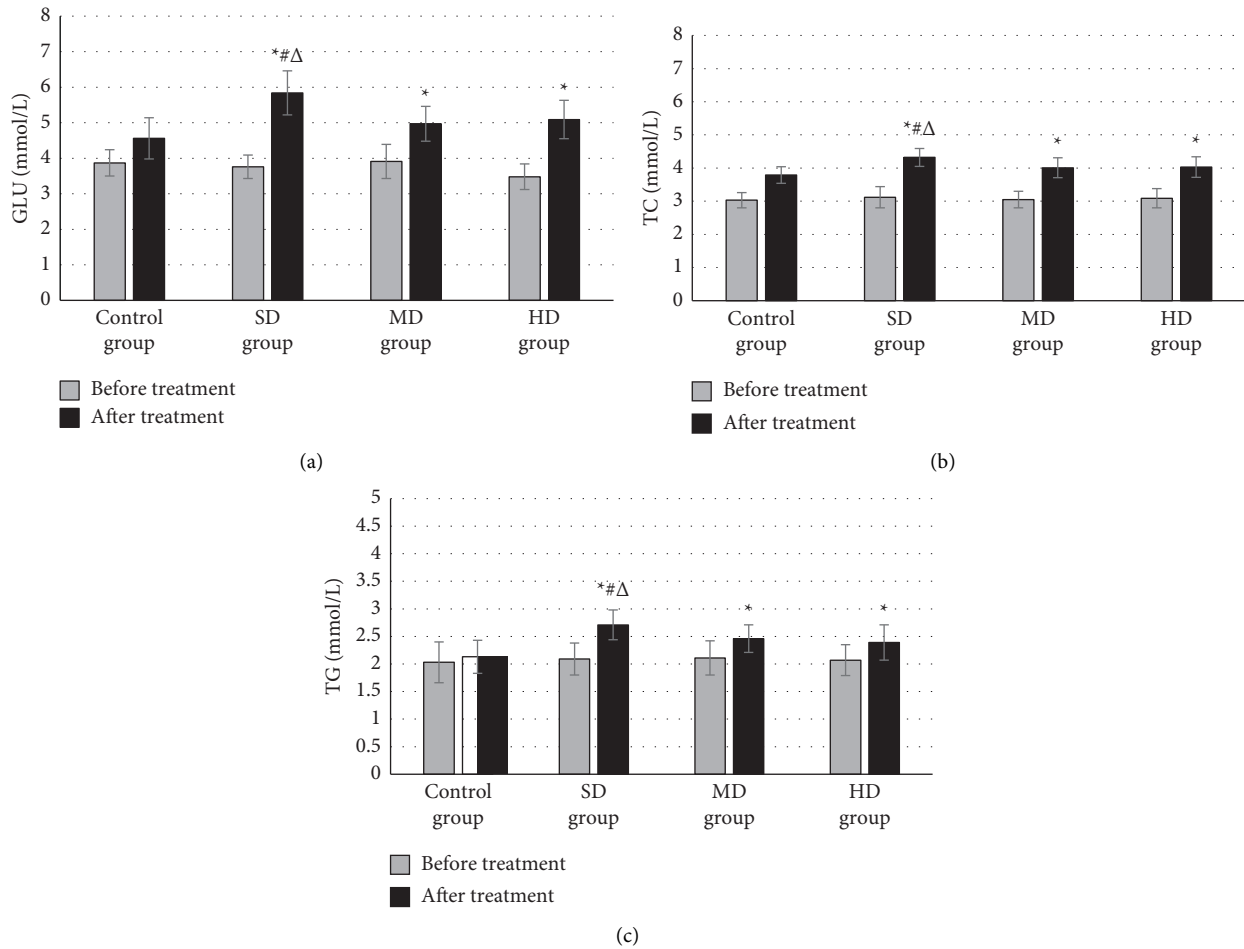 8
7
6
5
4
3
2
1
0
GLU (mmol/L)
*#Δ
*
*
Control group
SD group
MD group
HD group
Before treatment
After treatment
(a)
8
7
6
5
4
3
2
1
0
TC (mmol/L)
*#Δ
*
*
Control group
SD group
MD group
HD group
Before treatment
After treatment
(b)
5
4.5
4
3.5
3
2.5
2
1.5
1
0.5
0
TG (mmol/L)
*#Δ
*
*
Control group
SD group
MD group
HD group
Before treatment
After treatment
(c)